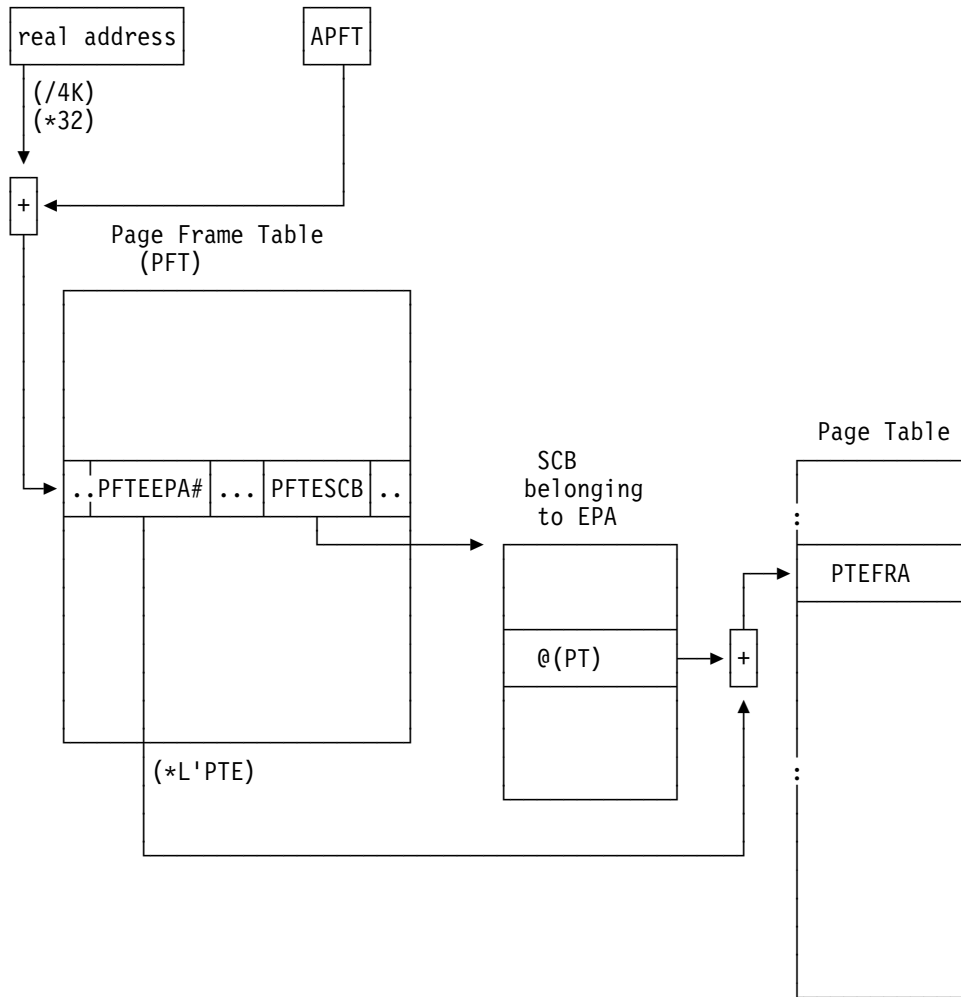 real address
APFT
(/4K)
(*32)
+
Page Frame Table
(PFT)
Page Table
.. PFTEEPA# ... PFTESCB ..
SCB
belonging
to EPA
:
PTEFRA
@(PT)
+
(*L'PTE)
: